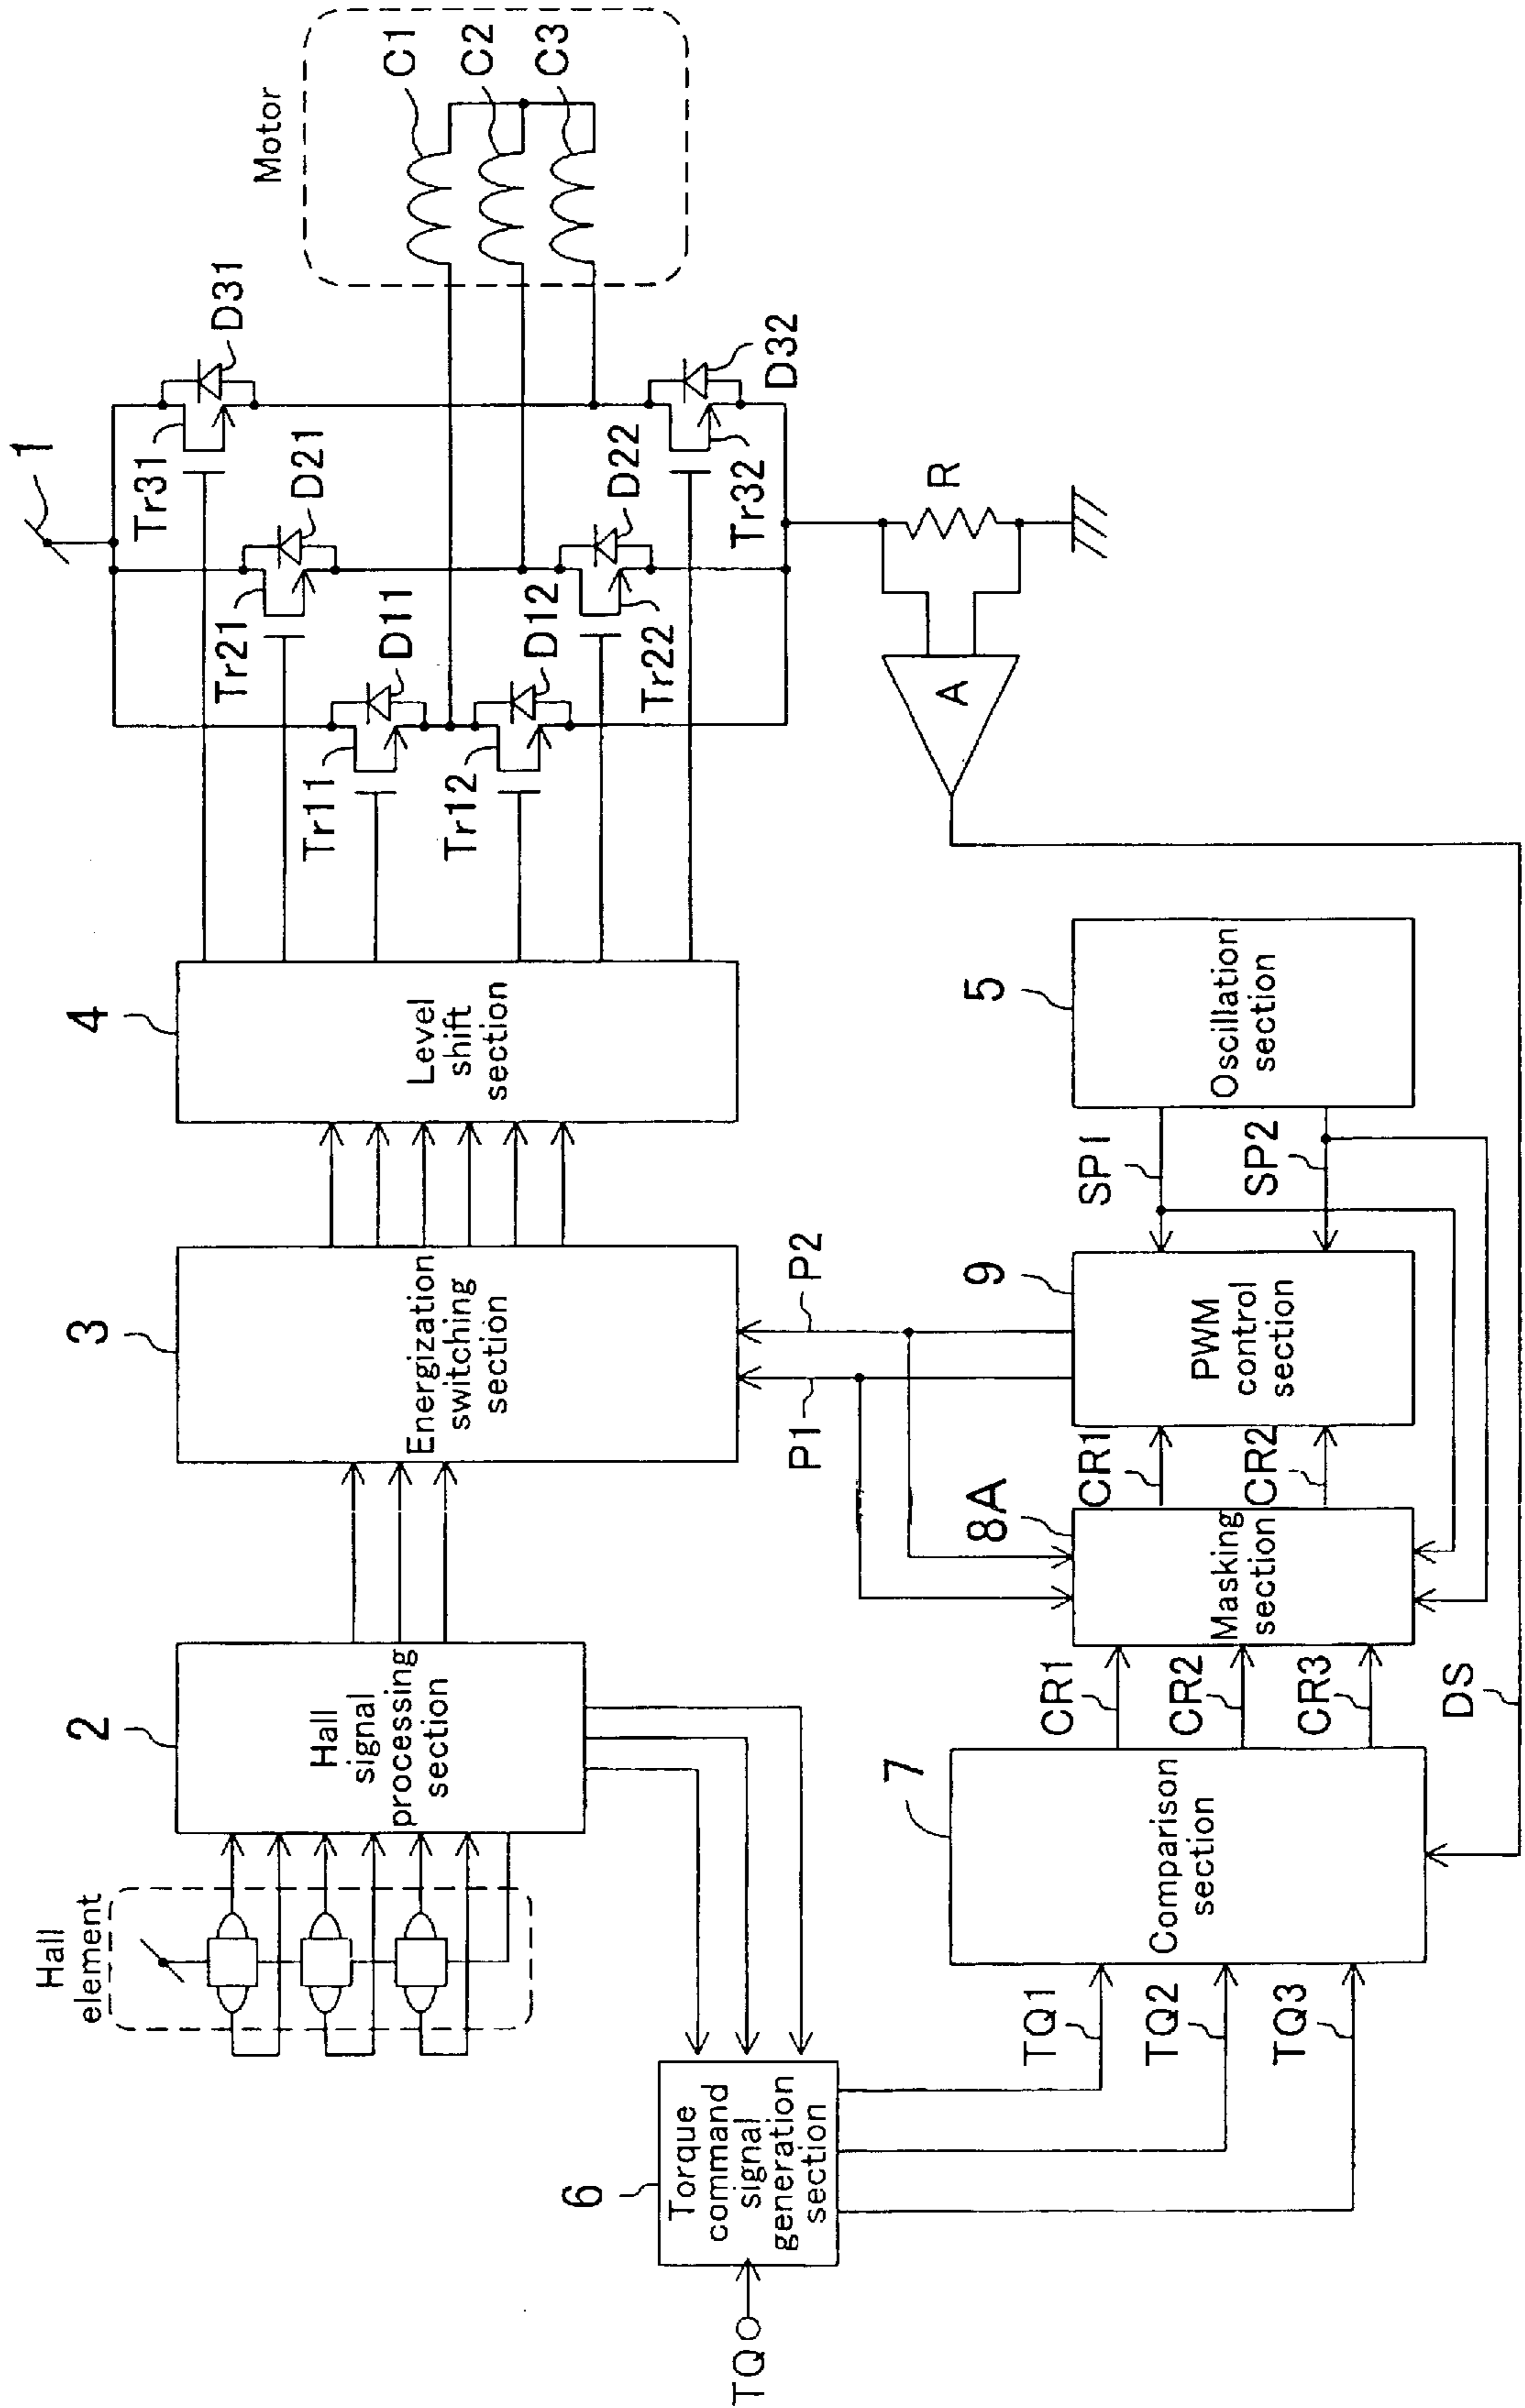 1
Motor
C1
C2
C3
Tr31
D31
Tr21
D21
Tr11
D11
Tr12
D12
Tr22
D22
Tr32
D32
R
A
Hall
element
2
Hall
signal
processing
section
3
Energization
switching
section
4
Level
shift
section
P1
P2
TQ
6
Torque
command
signal
generation
section
TQ1
TQ2
TQ3
7
Comparison
section
CR1
CR2
CR3
8A
Masking
section
CR1
CR2
9
PWM
control
section
SP1
SP2
5
Oscillation
section
DS